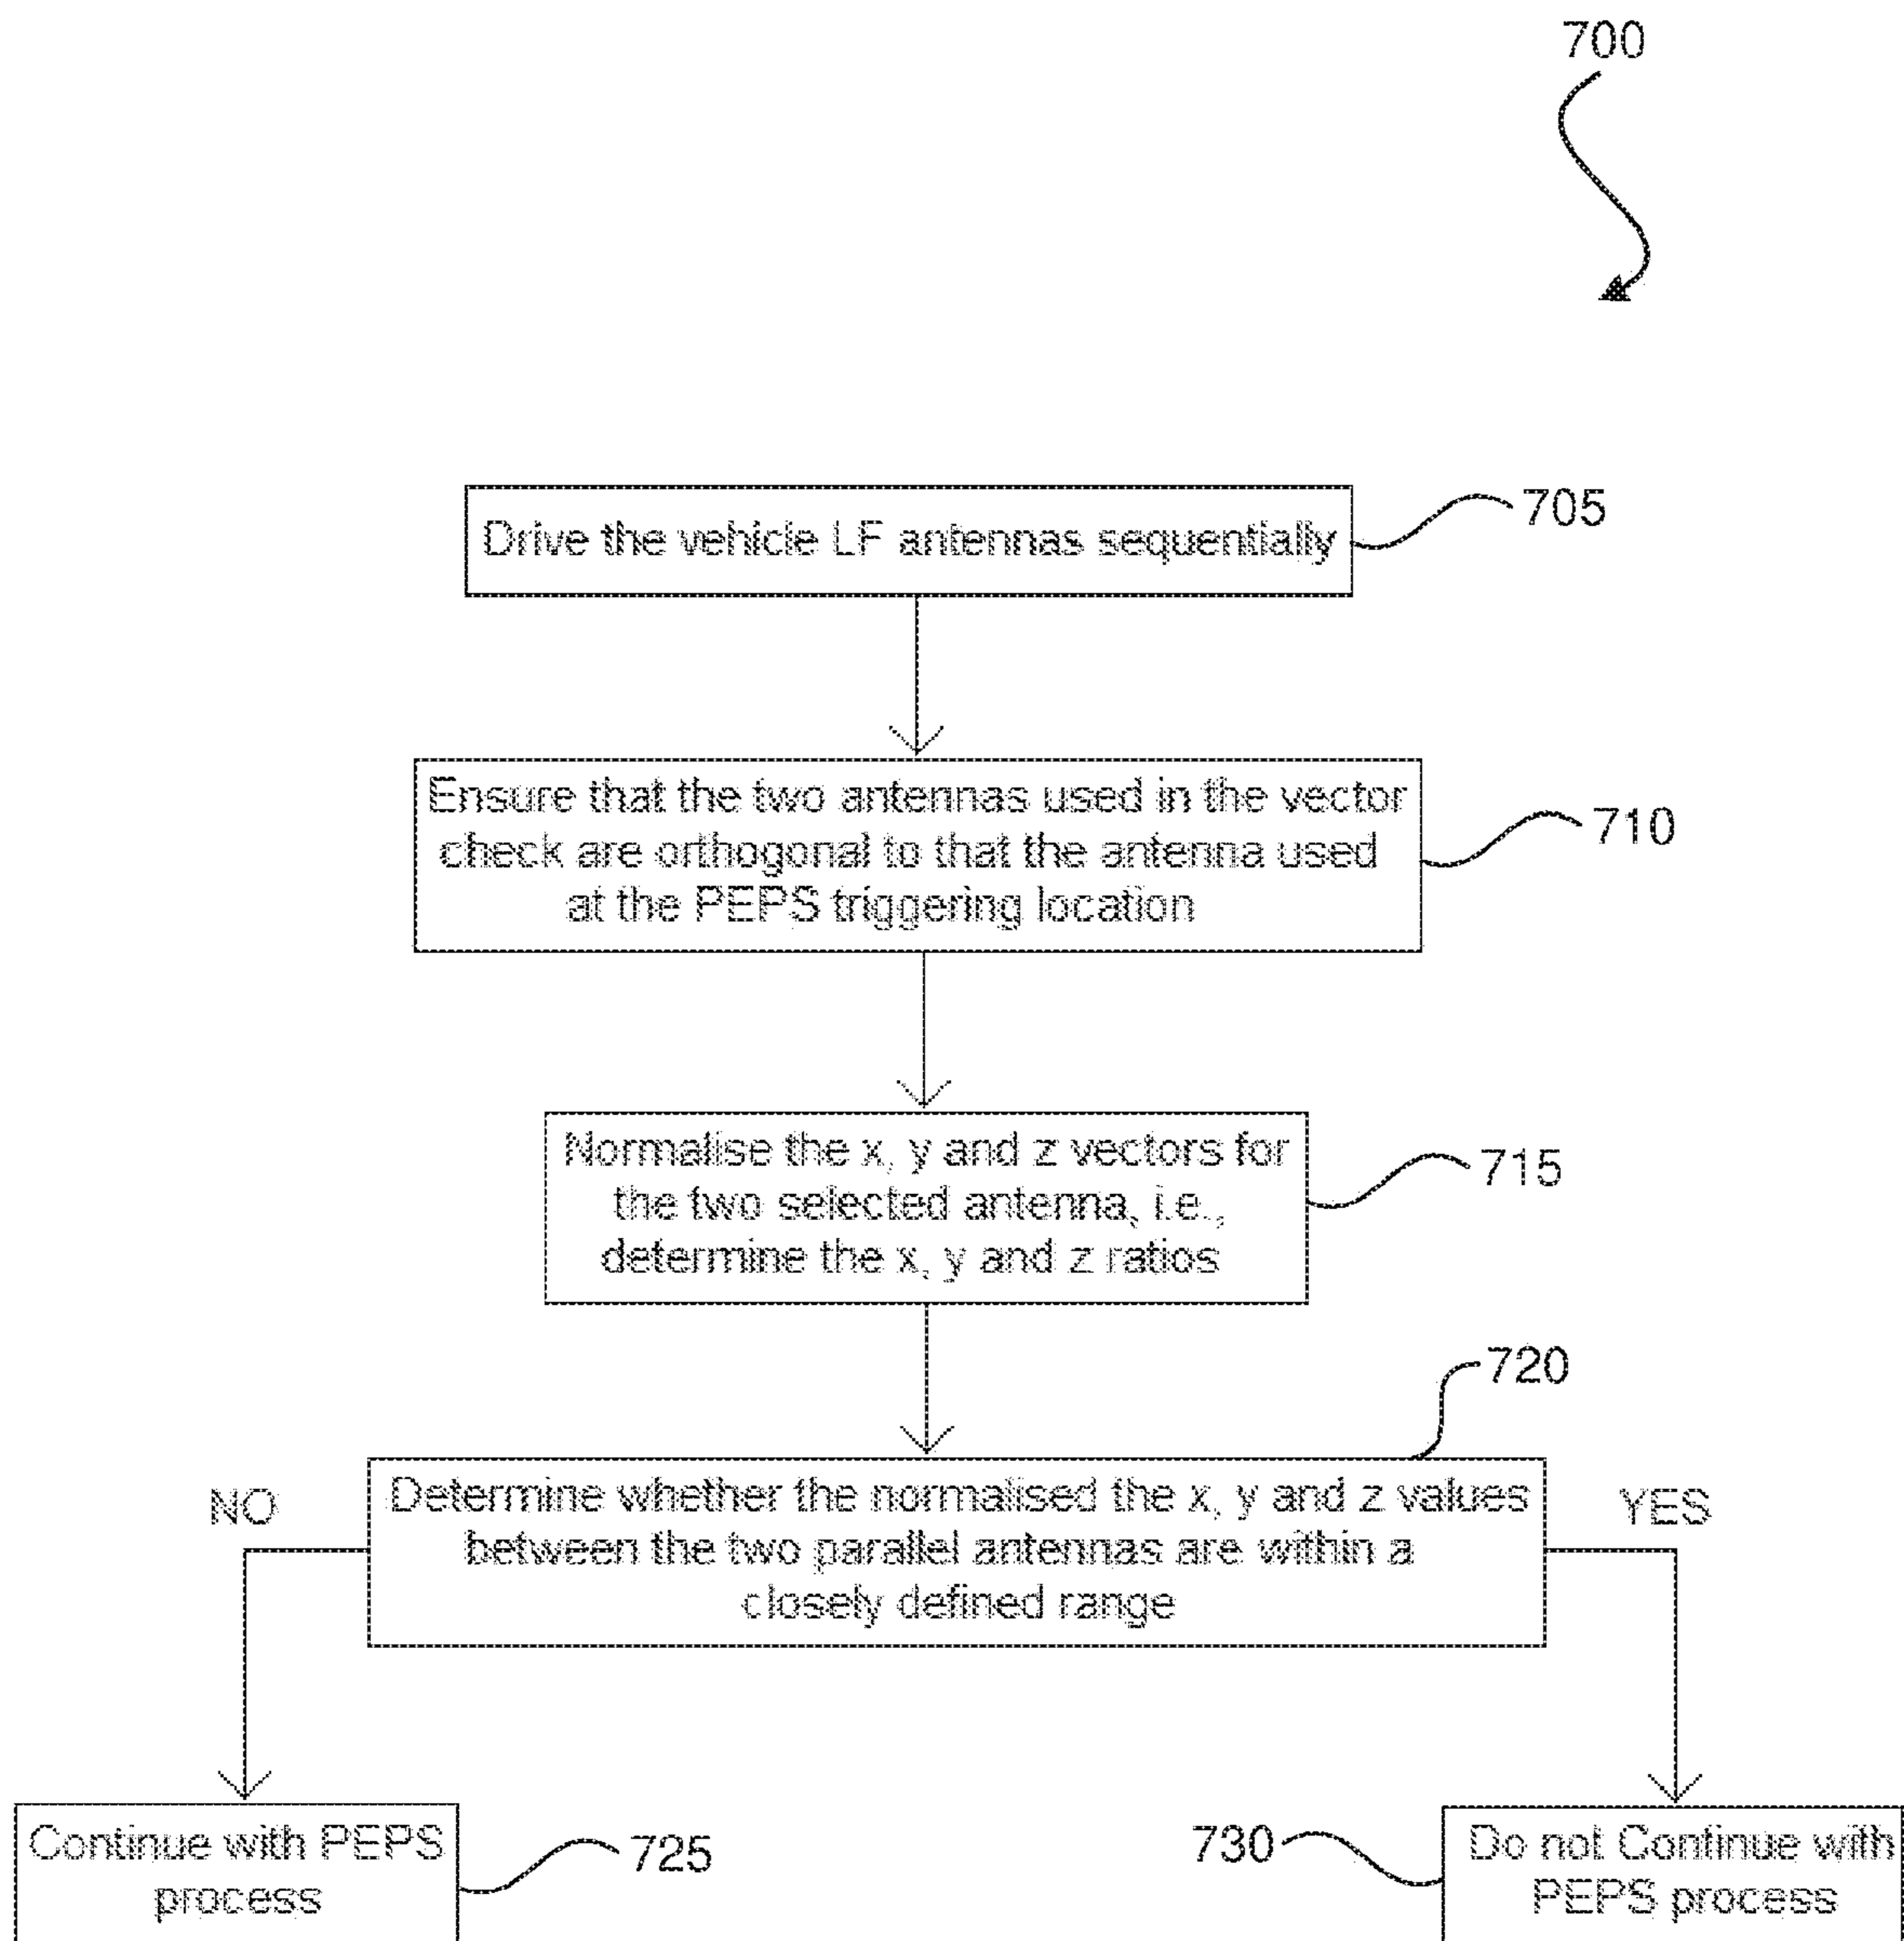 700
Drive the vehicle LF antennas sequentially
705
Ensure that the two antennas used in the vector
check are orthogonal to that the antenna used
at the PEPS triggering location
710
Normalise the x, y and z vectors for
the two selected antenna, i.e.,
determine the x, y and z ratios
715
720
NO
Determine whether the normalised the x, y and z values
between the two parallel antennas are within a
closely defined range
YES
Continue with PEPS
process
725
730
Do not Continue with
PEPS process